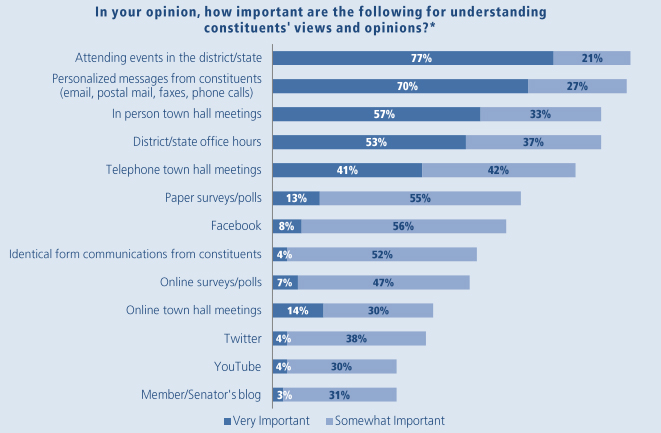 In your opinion, how important are the following for understanding
constituents' views and opinions?*
Attending events in the district/state 77% 21%
Personalized messages from constituents
(email, postal mail, faxes, phone calls) 70% 27%
In person town hall meetings 57% 33%
District/state office hours 53% 37%
Telephone town hall meetings 41% 42%
Paper surveys/polls 13% 55%
Facebook 8% 56%
Identical form communications from constituents 4% 52%
Online surveys/polls 7% 47%
Online town hall meetings 14% 30%
Twitter 4% 38%
YouTube 4% 30%
Member/Senator's blog 3% 31%
Very Important Somewhat Important